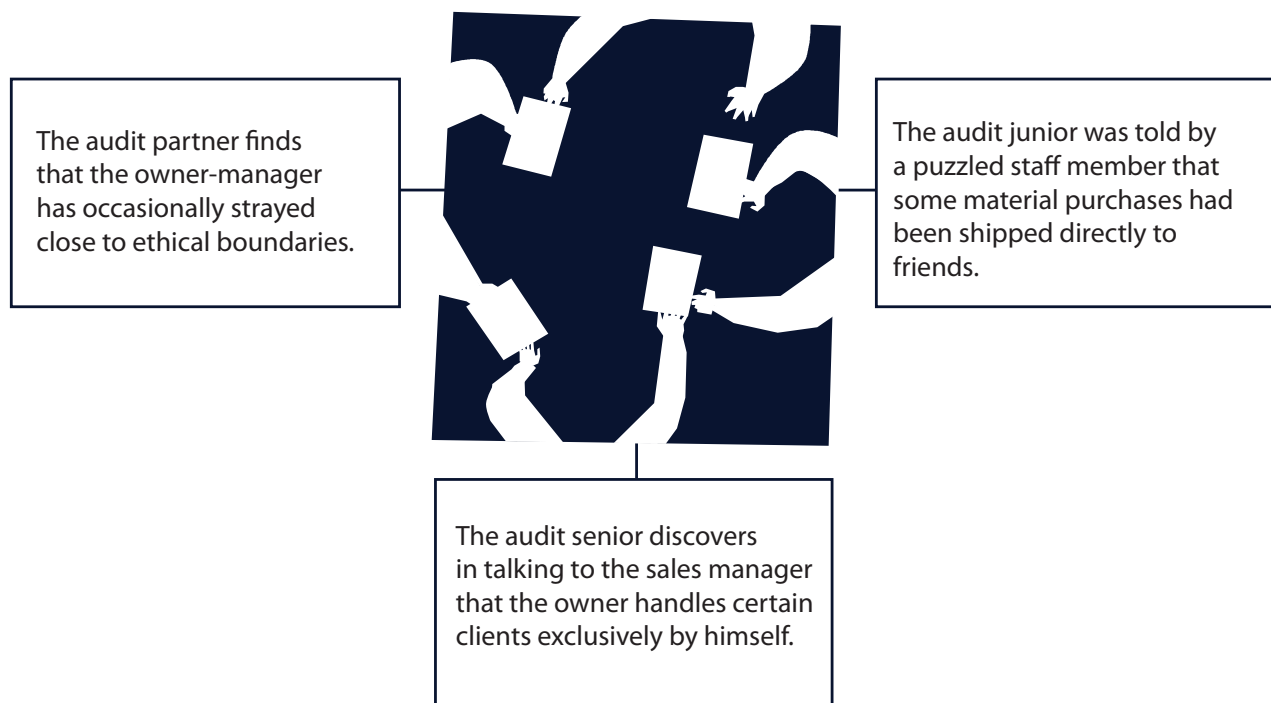 The audit partner finds
that the owner-manager
has occasionally strayed
close to ethical boundaries.
The audit junior was told by
a puzzled staff member that
some material purchases had
been shipped directly to
friends.
The audit senior discovers
in talking to the sales manager
that the owner handles certain
clients exclusively by himself.